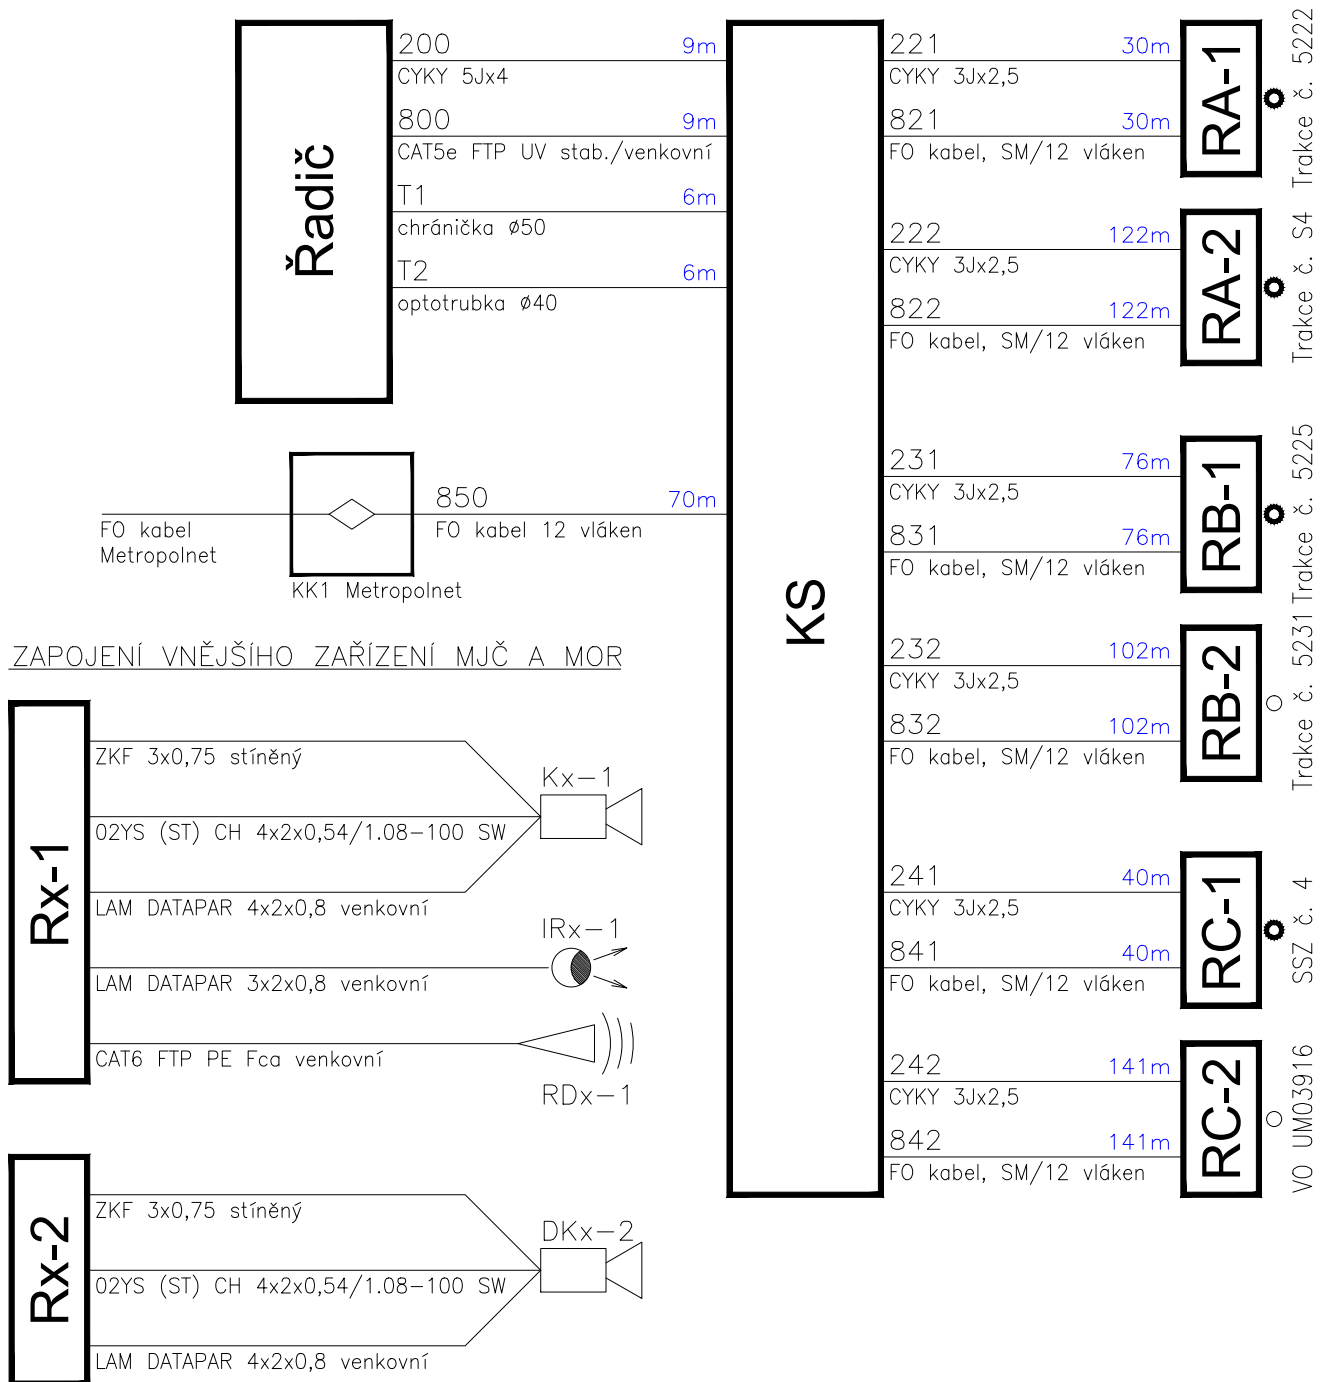 Řadič
200 9m
CYKY 5Jx4
800 9m
CAT5e FTP UV stab./venkovní
T1 6m
chránička ø50
T2 6m
optotrubka ø40
FO kabel
Metropolnet
850 70m
FO kabel 12 vláken
KK1 Metropolnet
KS
221 30m
CYKY 3Jx2,5
821 30m
FO kabel, SM/12 vláken
RA-1
Trakce č. 5222
222 122m
CYKY 3Jx2,5
822 122m
FO kabel, SM/12 vláken
RA-2
Trakce č. S4
231 76m
CYKY 3Jx2,5
831 76m
FO kabel, SM/12 vláken
RB-1
Trakce č. 5225
232 102m
CYKY 3Jx2,5
832 102m
FO kabel, SM/12 vláken
RB-2
Trakce č. 5231
241 40m
CYKY 3Jx2,5
841 40m
FO kabel, SM/12 vláken
RC-1
SSZ č. 4
242 141m
CYKY 3Jx2,5
842 141m
FO kabel, SM/12 vláken
RC-2
VO UM03916
ZAPOJENÍ VNĚJŠÍHO ZAŘÍZENÍ MJČ A MOR
Rx-1
ZKF 3x0,75 stíněný
Kx-1
02YS (ST) CH 4x2x0,54/1.08-100 SW
LAM DATAPAR 4x2x0,8 venkovní
IRx-1
LAM DATAPAR 3x2x0,8 venkovní
CAT6 FTP PE Fca venkovní
RDx-1
Rx-2
ZKF 3x0,75 stíněný
DKx-2
02YS (ST) CH 4x2x0,54/1.08-100 SW
LAM DATAPAR 4x2x0,8 venkovní